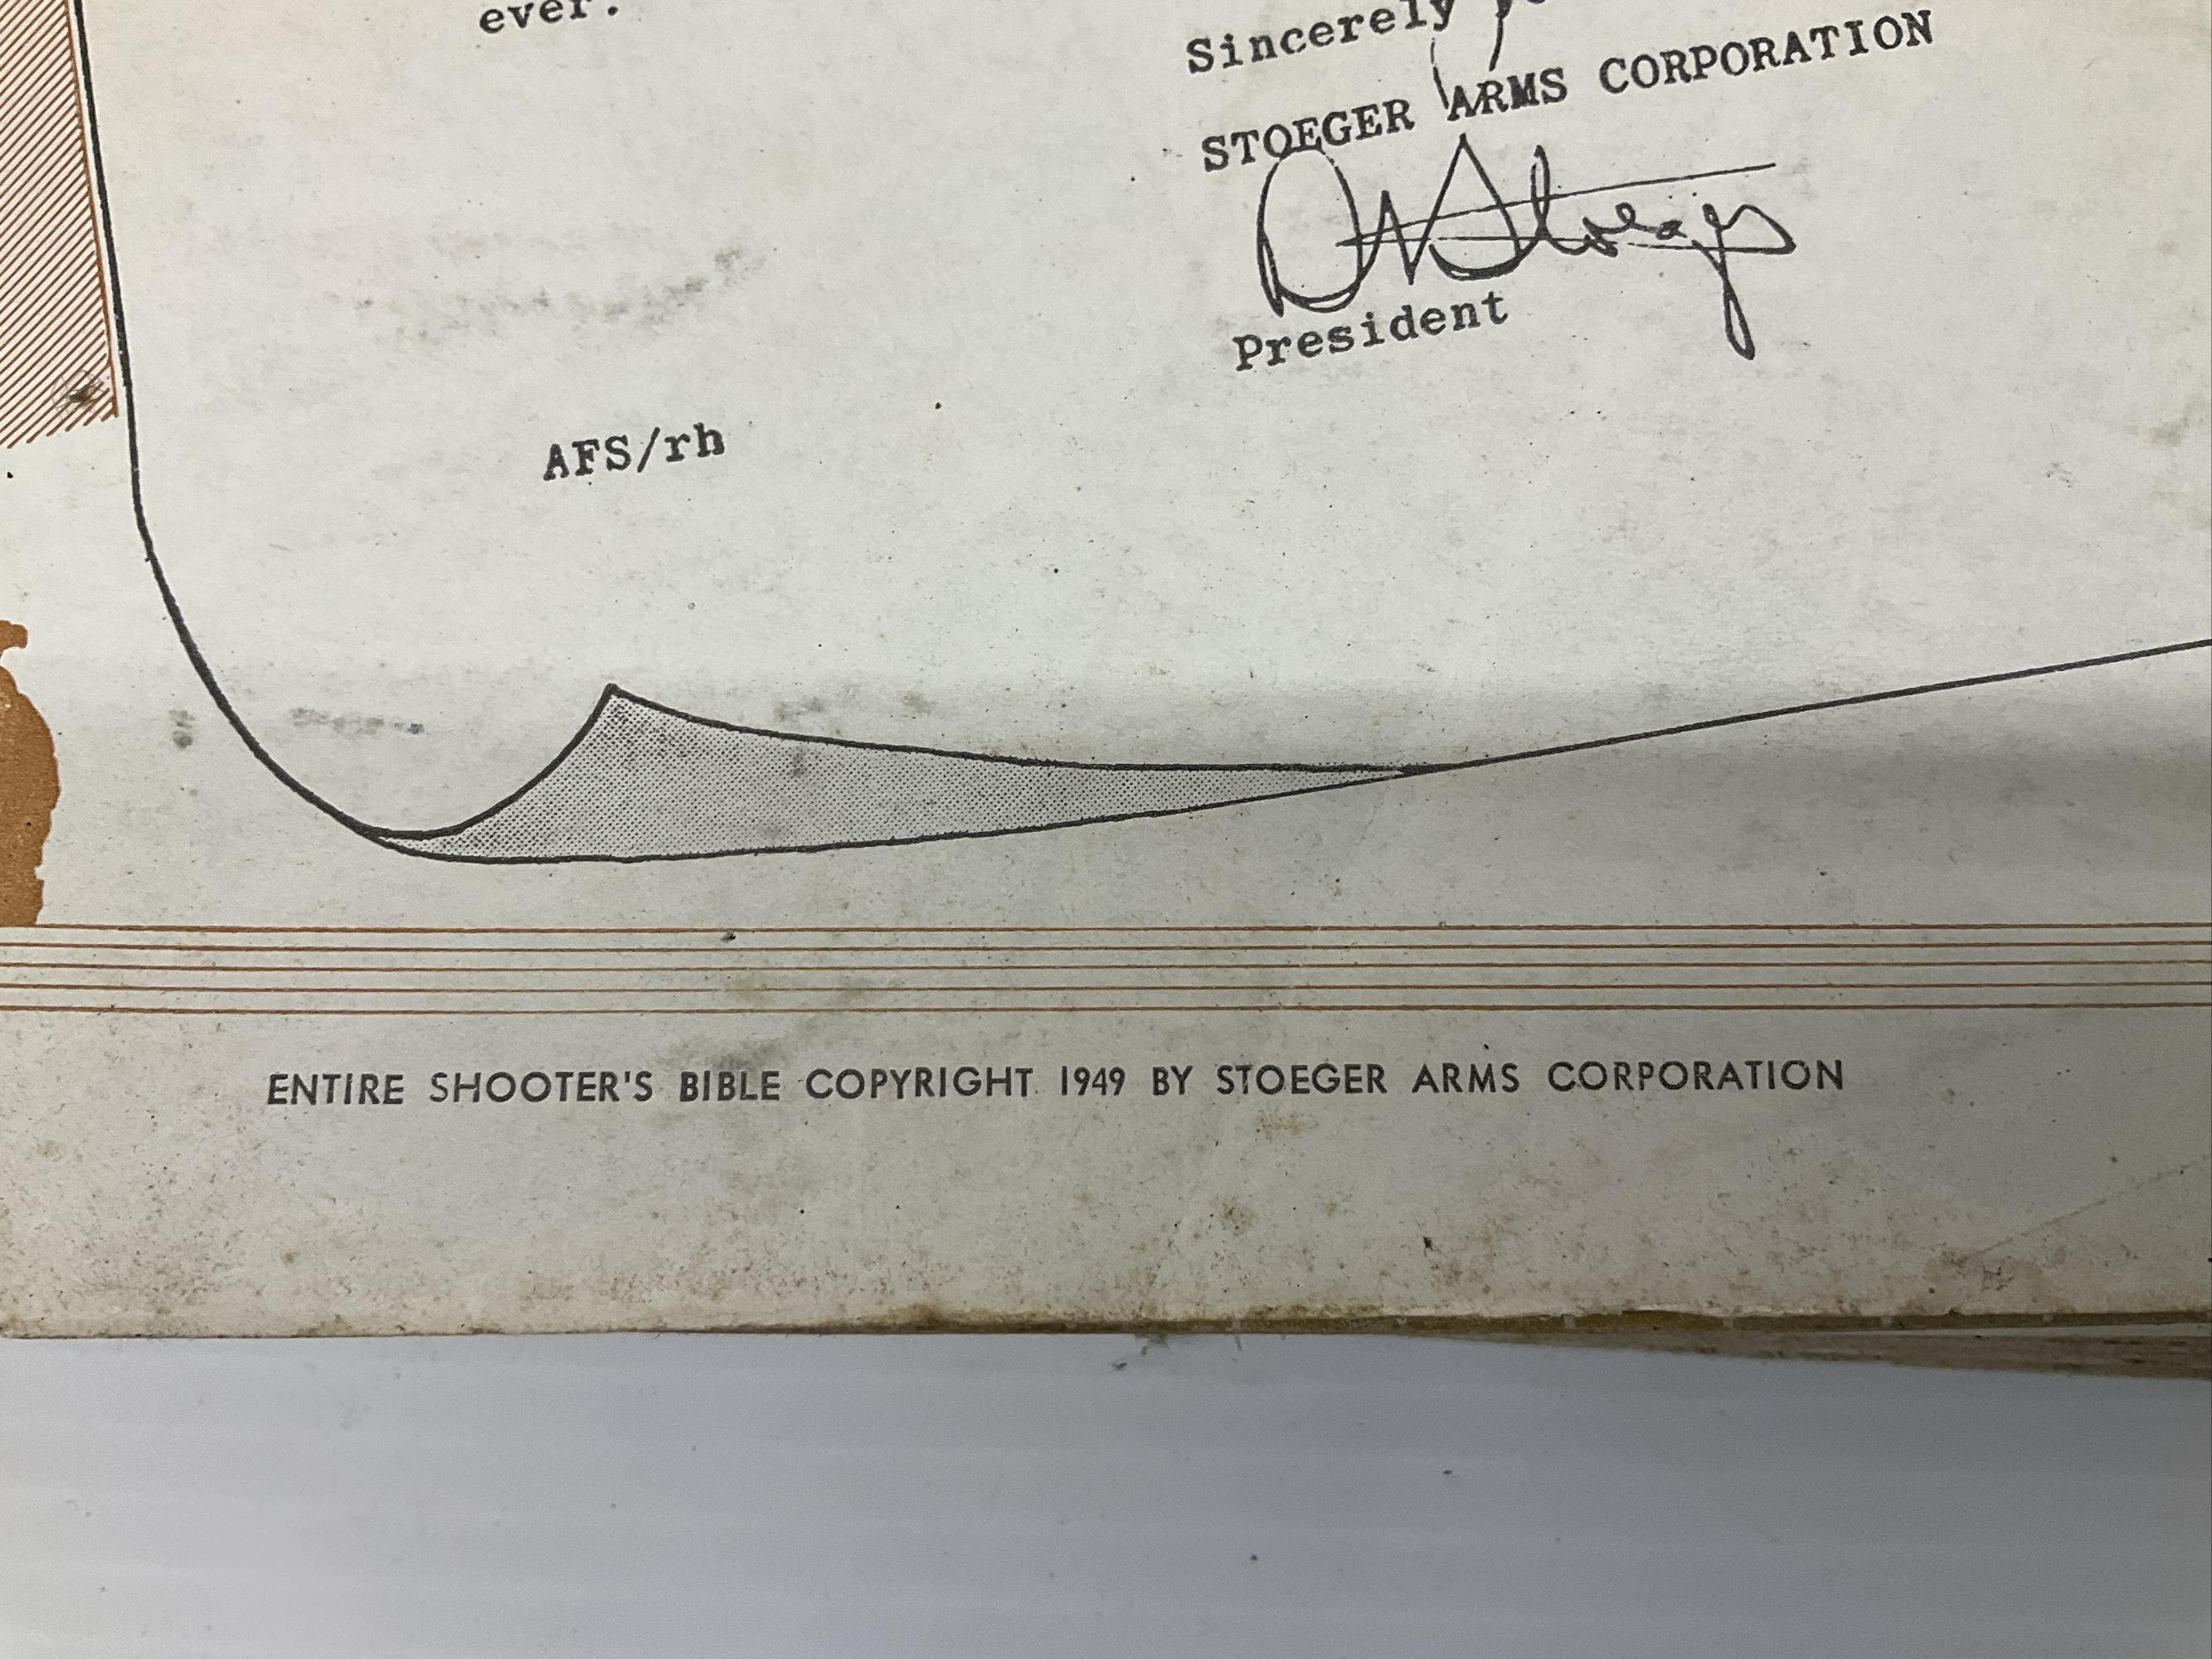 ever.
Sincerely
STOEGER ARMS CORPORATION
President
AFS/rh
ENTIRE SHOOTER'S BIBLE COPYRIGHT 1949 BY STOEGER ARMS CORPORATION